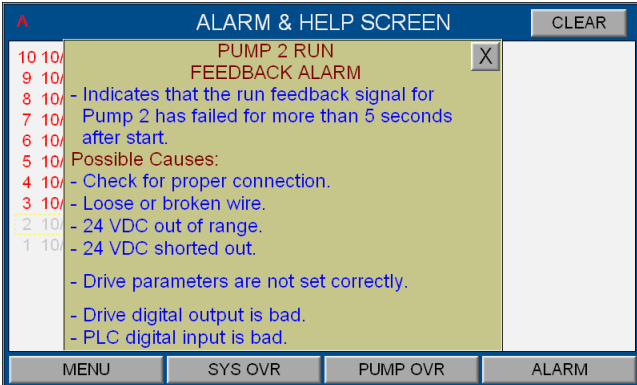 A
ALARM & HELP SCREEN
CLEAR
10 10/
9 10/
8 10/
7 10/
6 10/
5 10/
4 10/
3 10/
2 10/
1 10/
X
PUMP 2 RUN
FEEDBACK ALARM
- Indicates that the run feedback signal for
Pump 2 has failed for more than 5 seconds
after start.
Possible Causes:
- Check for proper connection.
- Loose or broken wire.
- 24 VDC out of range.
- 24 VDC shorted out.
- Drive parameters are not set correctly.
- Drive digital output is bad.
- PLC digital input is bad.
MENU
SYS OVR
PUMP OVR
ALARM